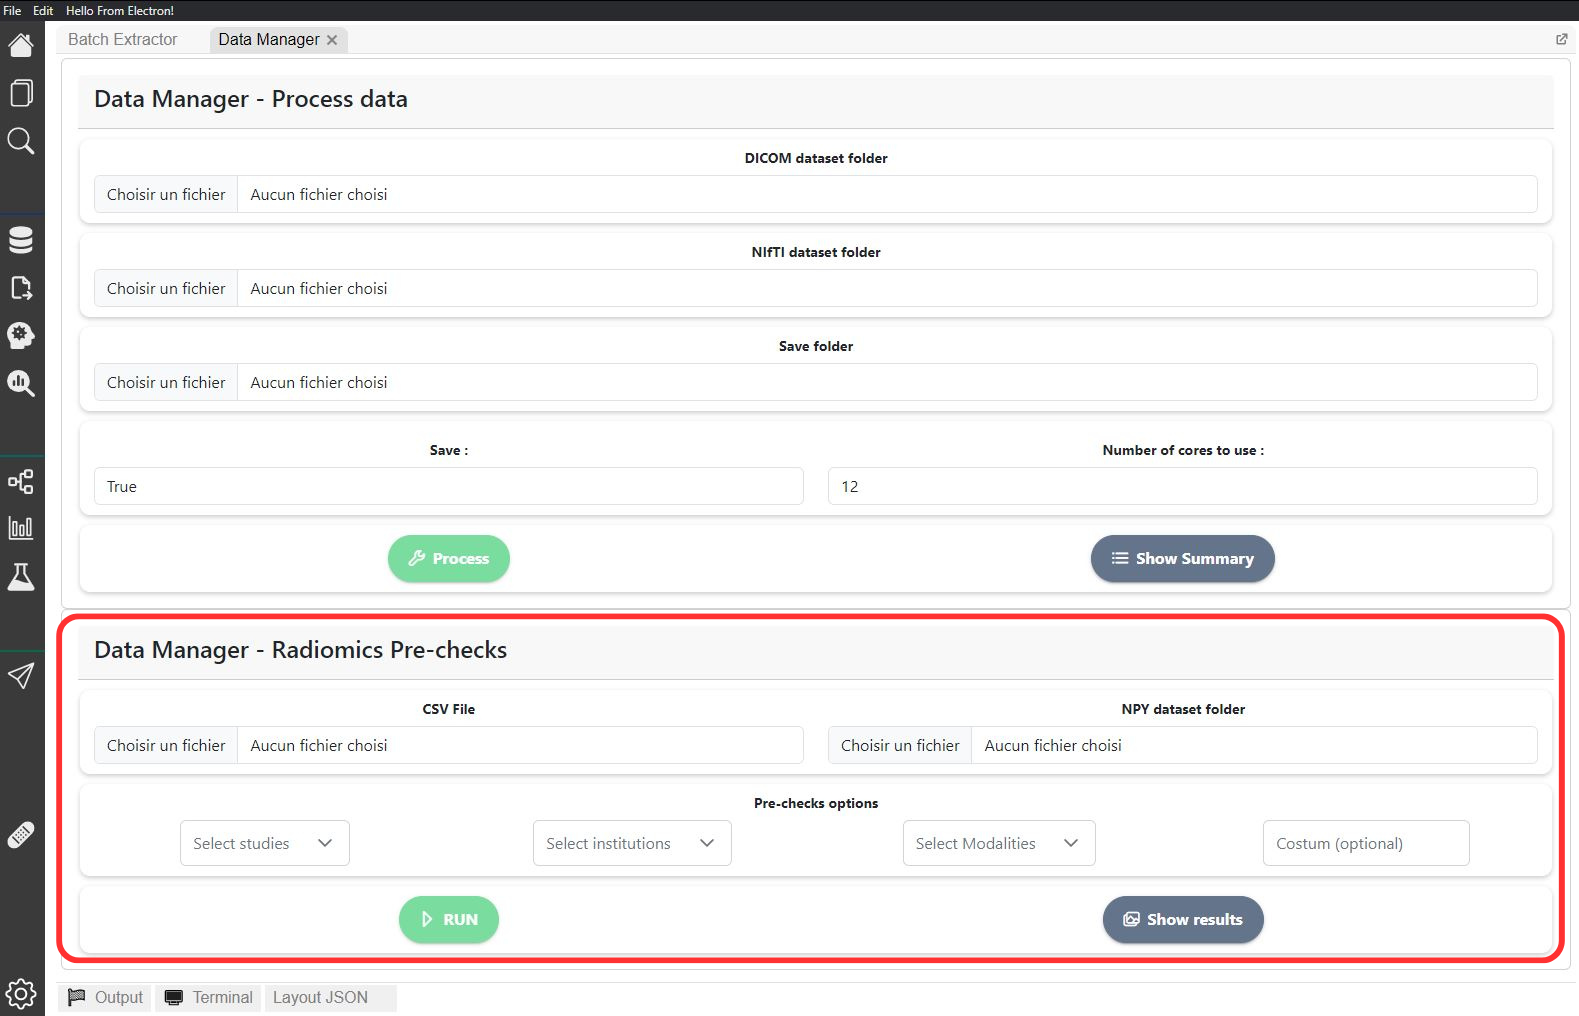 File Edit Hello From Electron!
Batch Extractor Data Manager
Data Manager - Process data
DICOM dataset folder
Choisir un fichier Aucun fichier choisi
NIfTI dataset folder
Choisir un fichier Aucun fichier choisi
Save folder
Choisir un fichier Aucun fichier choisi
Save : Number of cores to use :
True 12
Process Show Summary
Data Manager - Radiomics Pre-checks
CSV File NPY dataset folder
Choisir un fichier Aucun fichier choisi Choisir un fichier Aucun fichier choisi
Pre-checks options
Select studies Select institutions Select Modalities Costum (optional)
RUN Show results
Output Terminal Layout JSON